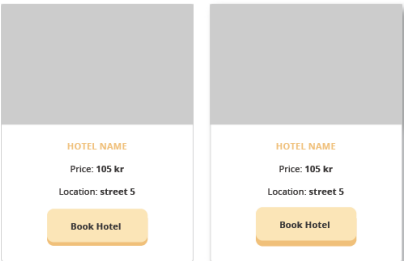 HOTEL NAME
Price: 105 kr
Location: street 5
Book Hotel
HOTEL NAME
Price: 105 kr
Location: street 5
Book Hotel